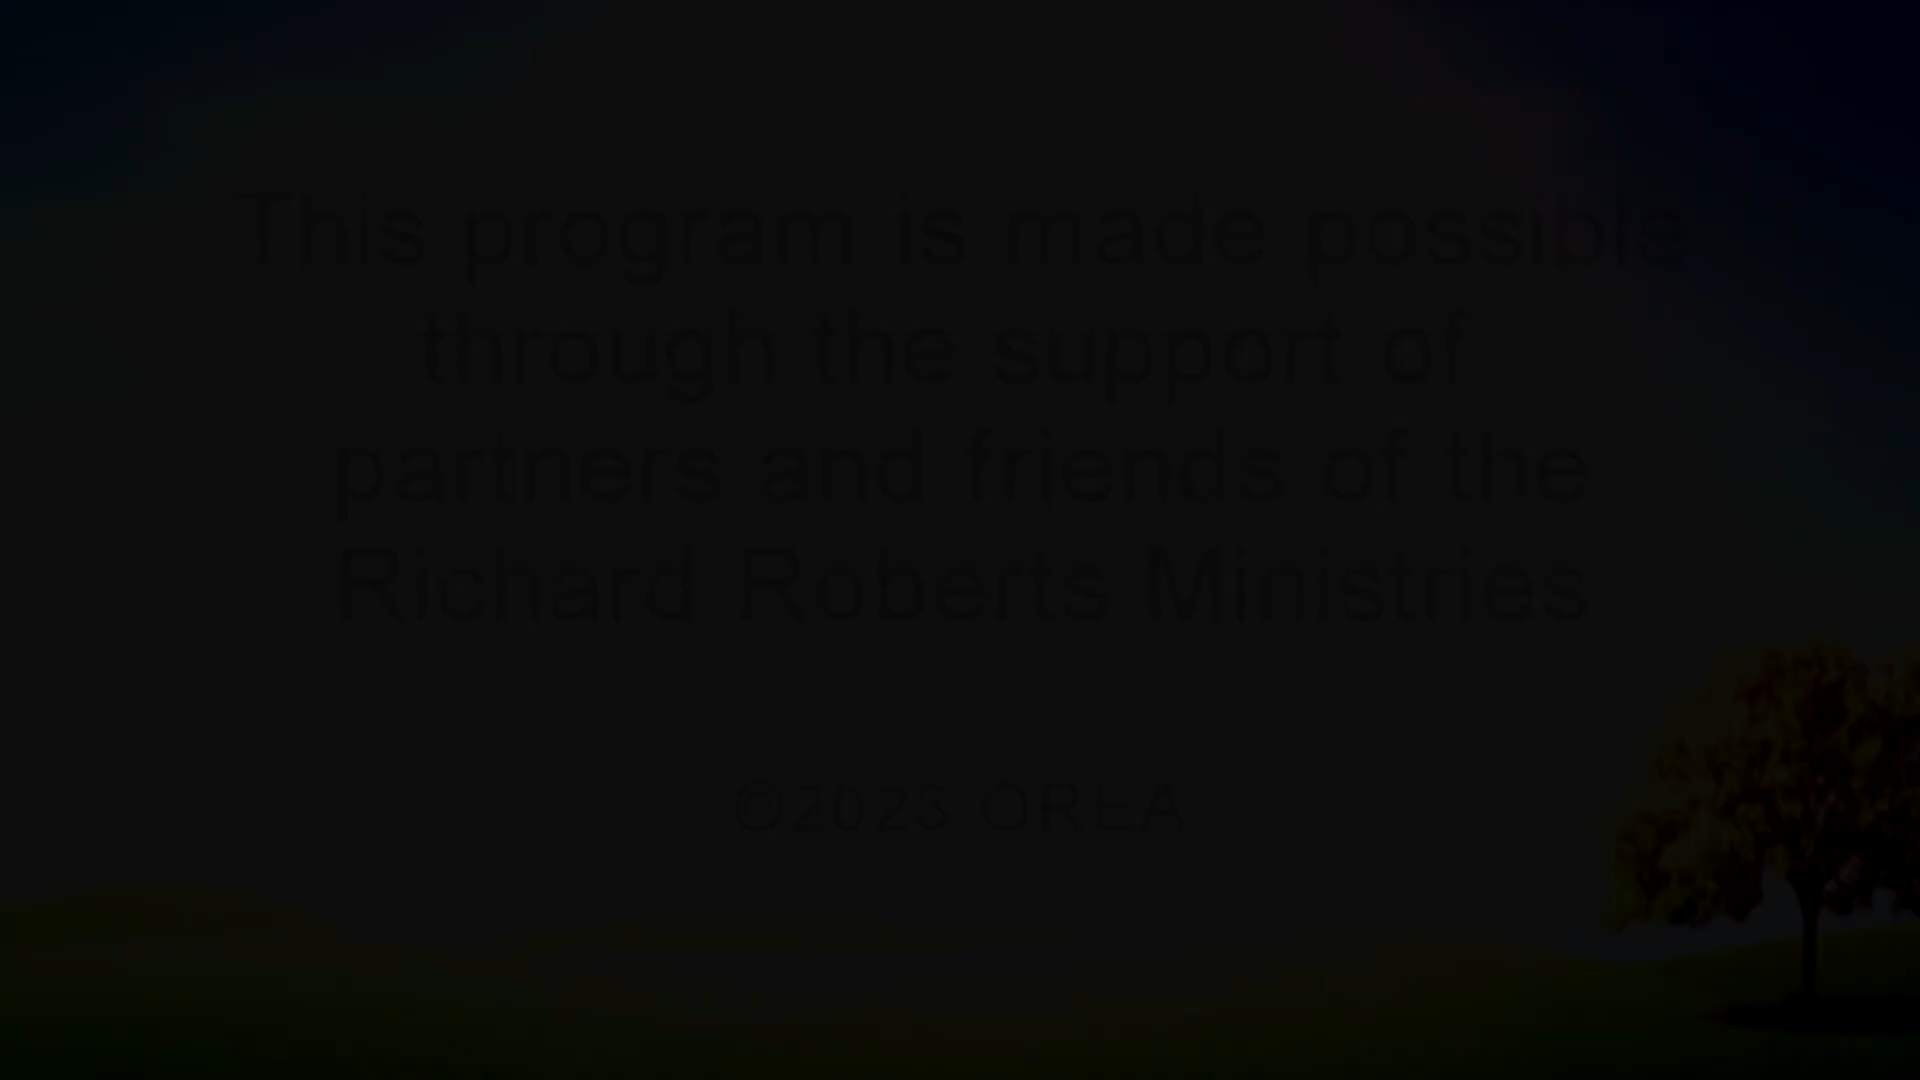 This program is made possible
through the support of
partners and friends of the
Richard Roberts Ministries
©2023 OREA